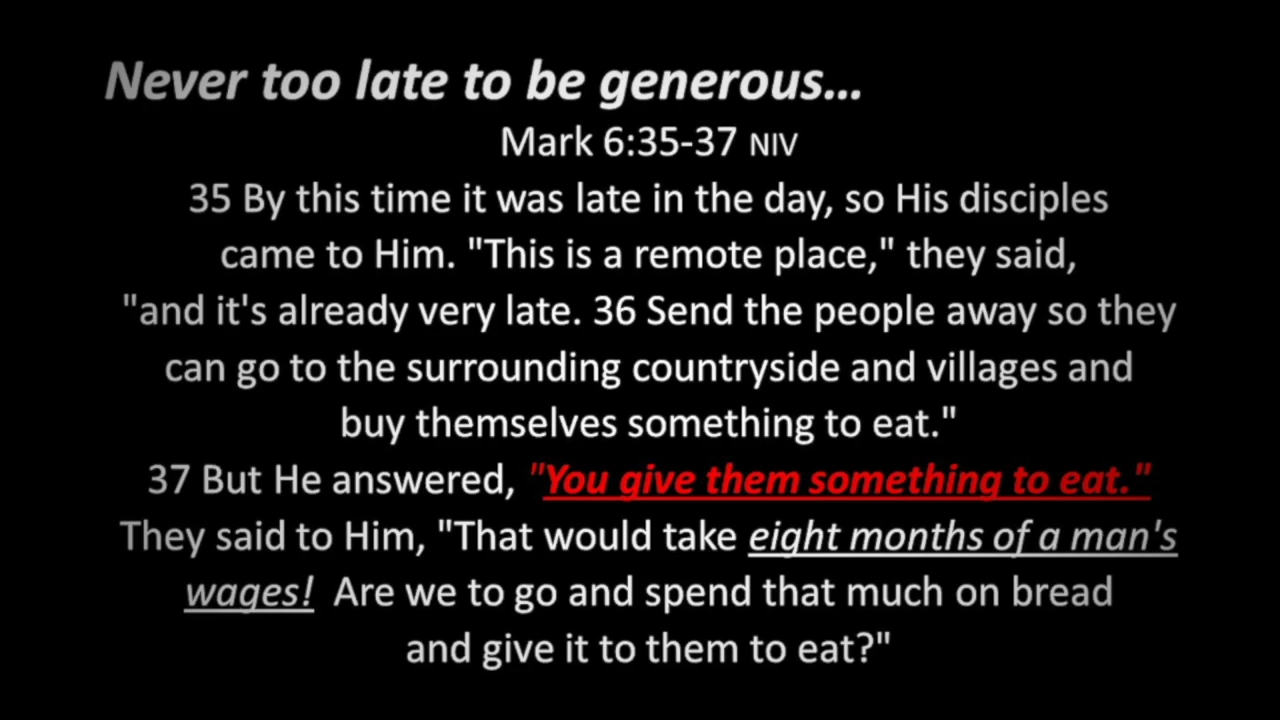 Never too late to be generous...
Mark 6:35-37 NIV
35 By this time it was late in the day, so His disciples
came to Him. "This is a remote place," they said,
"and it's already very late. 36 Send the people away so they
can go to the surrounding countryside and villages and
buy themselves something to eat."
37 But He answered, "You give them something to eat."
They said to Him, "That would take eight months of a man's
wages!  Are we to go and spend that much on bread
and give it to them to eat?"